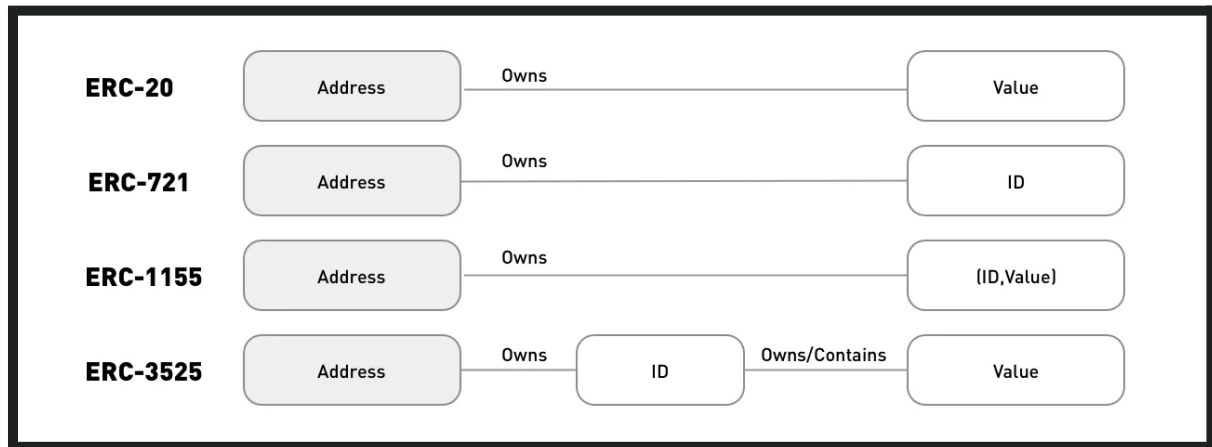 ERC-20 Address Owns Value
ERC-721 Address Owns ID
ERC-1155 Address Owns (ID,Value)
ERC-3525 Address Owns ID Owns/Contains Value